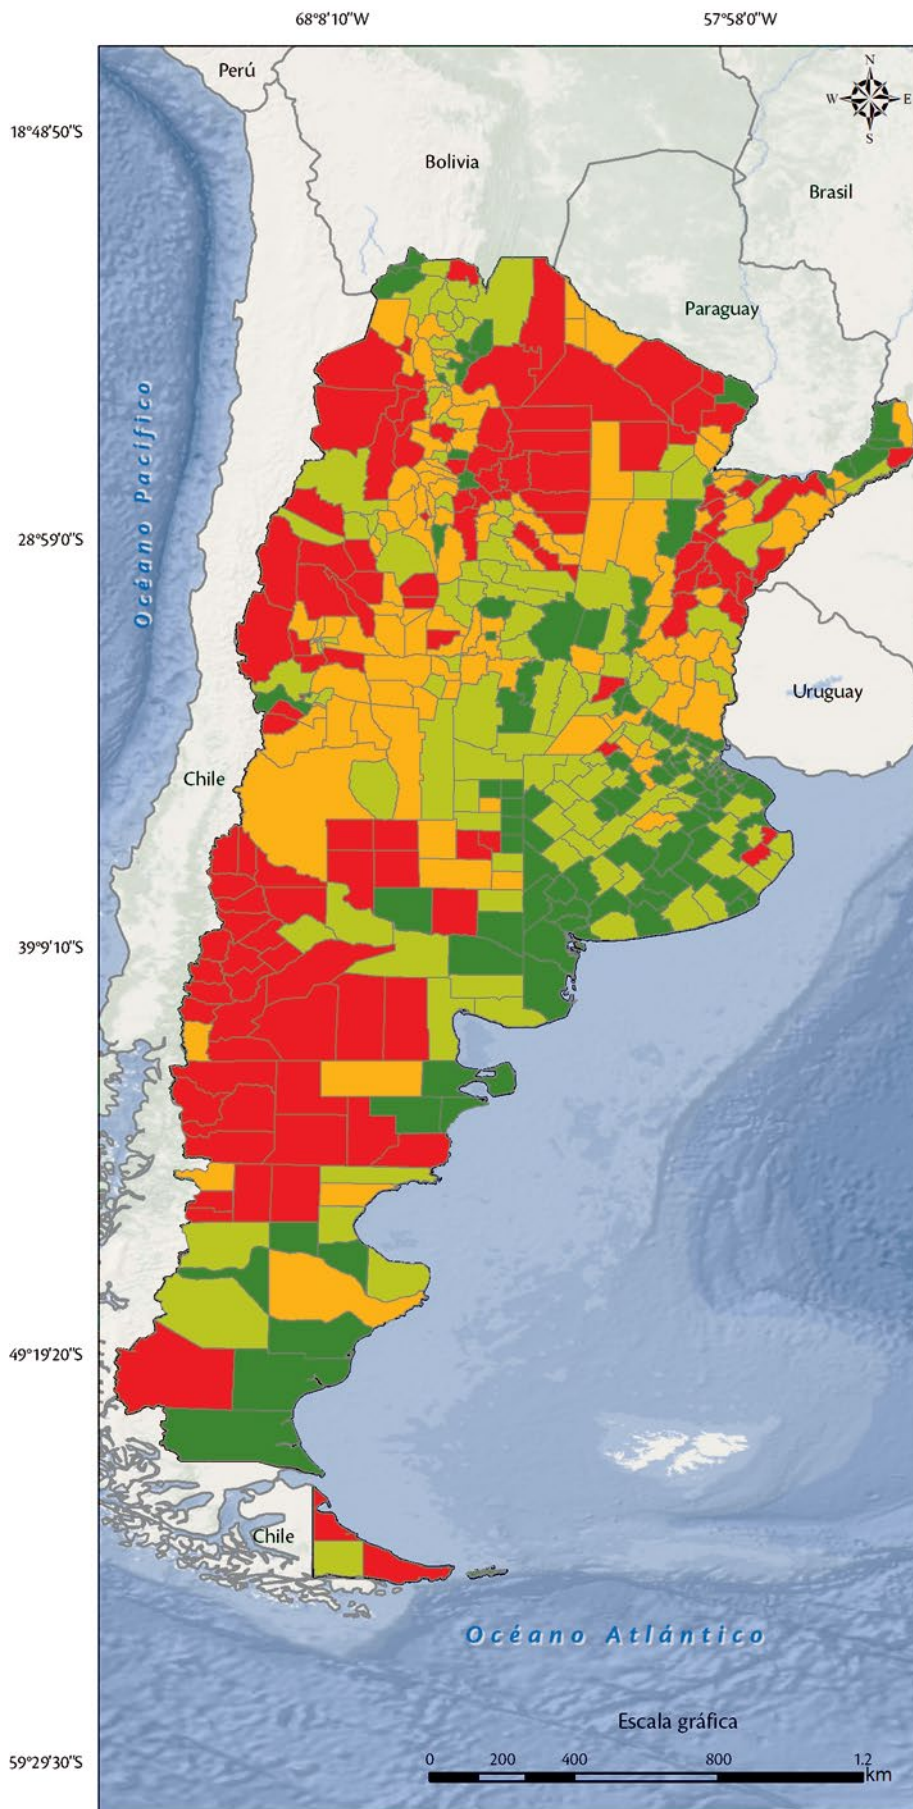 68°8'10"W
57°58'0"W
Perú
N
W
E
S
18°48'50"S
Bolivia
Brasil
Paraguay
Océano Pacífico
28°59'0"S
Uruguay
Chile
39°9'10"S
49°19'20"S
Chile
Océano Atlántico
Escala gráfica
59°29'30"S
0 200 400 800 1.2
km